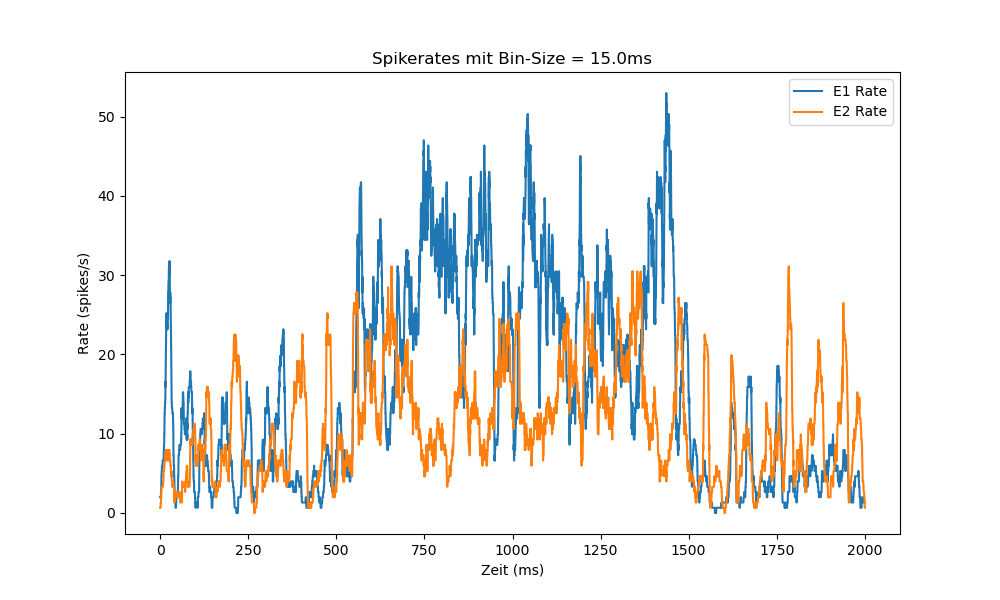 Spikerates mit Bin-Size = 15.0ms
E1 Rate
E2 Rate
Rate (spikes/s)
50
40
30
20
10
0
0 250 500 750 1000 1250 1500 1750 2000
Zeit (ms)